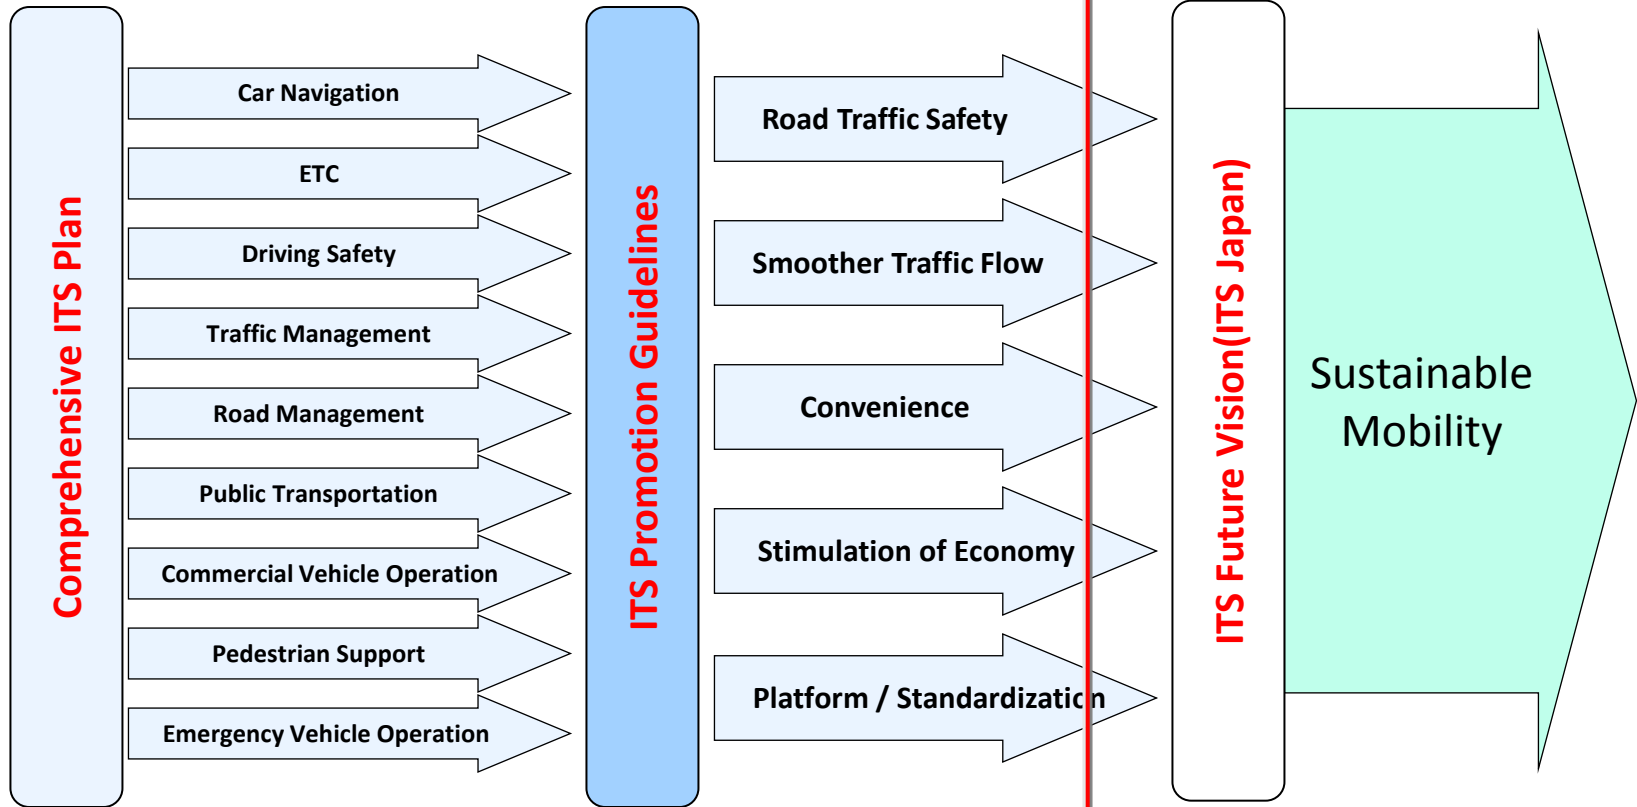 Comprehensive ITS Plan
Car Navigation
ETC
Driving Safety
Traffic Management
Road Management
Public Transportation
Commercial Vehicle Operation
Pedestrian Support
Emergency Vehicle Operation
ITS Promotion Guidelines
Road Traffic Safety
Smoother Traffic Flow
Convenience
Stimulation of Economy
Platform / Standardization
ITS Future Vision(ITS Japan)
Sustainable
Mobility